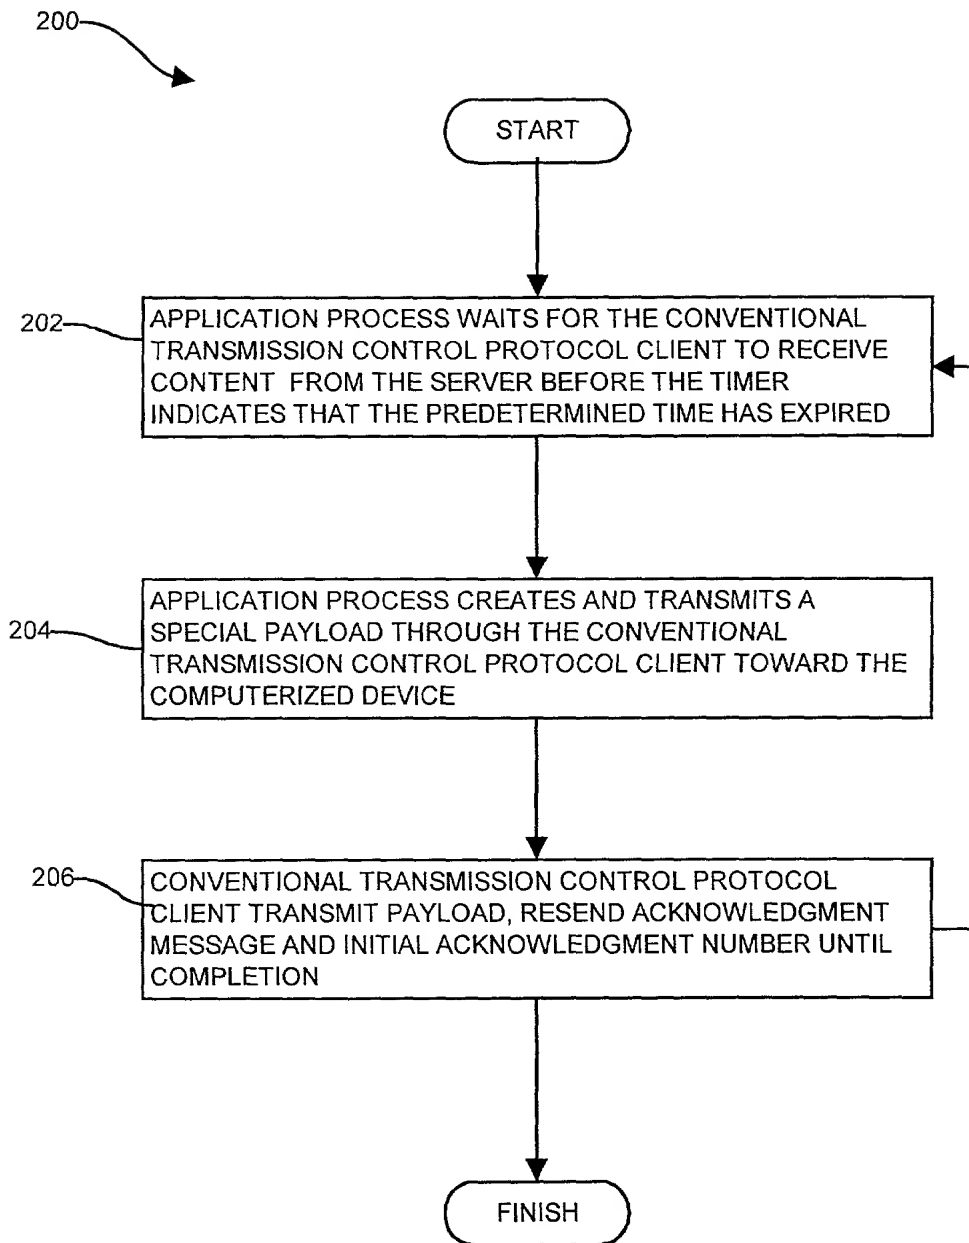 200
START
202
APPLICATION PROCESS WAITS FOR THE CONVENTIONAL
TRANSMISSION CONTROL PROTOCOL CLIENT TO RECEIVE
CONTENT FROM THE SERVER BEFORE THE TIMER
INDICATES THAT THE PREDETERMINED TIME HAS EXPIRED
204
APPLICATION PROCESS CREATES AND TRANSMITS A
SPECIAL PAYLOAD THROUGH THE CONVENTIONAL
TRANSMISSION CONTROL PROTOCOL CLIENT TOWARD THE
COMPUTERIZED DEVICE
206
CONVENTIONAL TRANSMISSION CONTROL PROTOCOL
CLIENT TRANSMIT PAYLOAD, RESEND ACKNOWLEDGMENT
MESSAGE AND INITIAL ACKNOWLEDGMENT NUMBER UNTIL
COMPLETION
FINISH